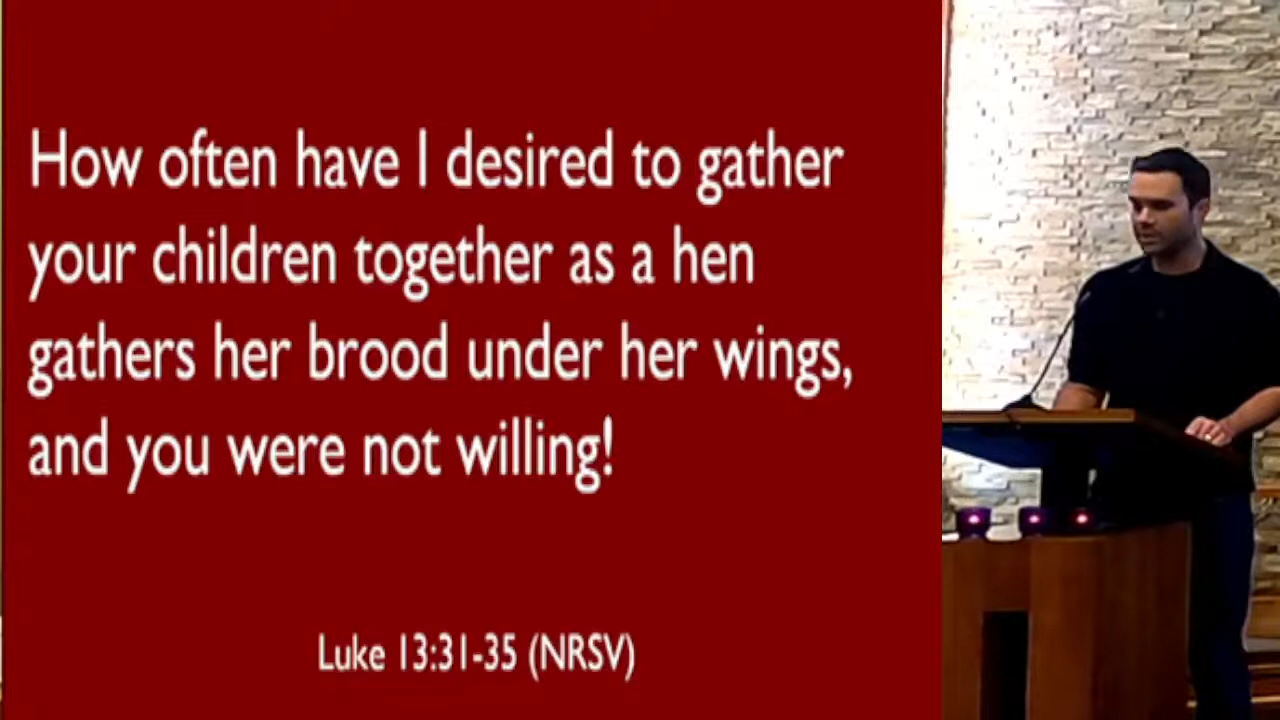 How often have I desired to gather
your children together as a hen
gathers her brood under her wings,
and you were not willing!
Luke 13:31-35 (NRSV)